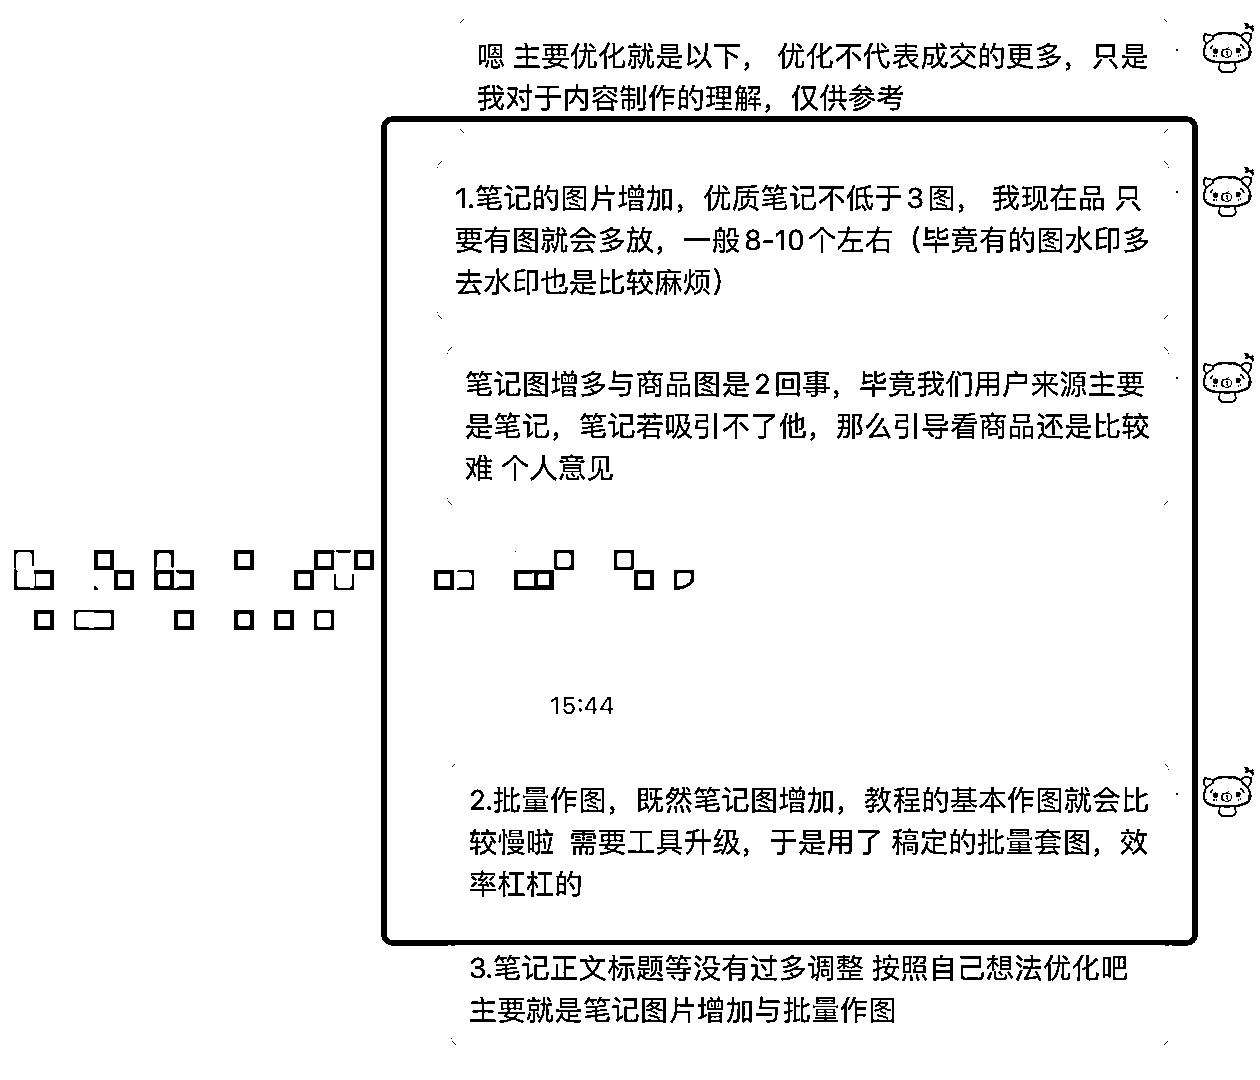 嗯 主要优化就是以下， 优化不代表成交的更多，只是
我对于内容制作的理解，仅供参考
1.笔记的图片增加，优质笔记不低于3图， 我现在品 只
要有图就会多放，一般8-10个左右（毕竟有的图水印多
去水印也是比较麻烦）
笔记图增多与商品图是2回事，毕竟我们用户来源主要
是笔记，笔记若吸引不了他，那么引导看商品还是比较
难 个人意见
15:44
2.批量作图，既然笔记图增加，教程的基本作图就会比
较慢啦 需要工具升级，于是用了 稿定的批量套图，效
率杠杠的
3.笔记正文标题等没有过多调整 按照自己想法优化吧
主要就是笔记图片增加与批量作图